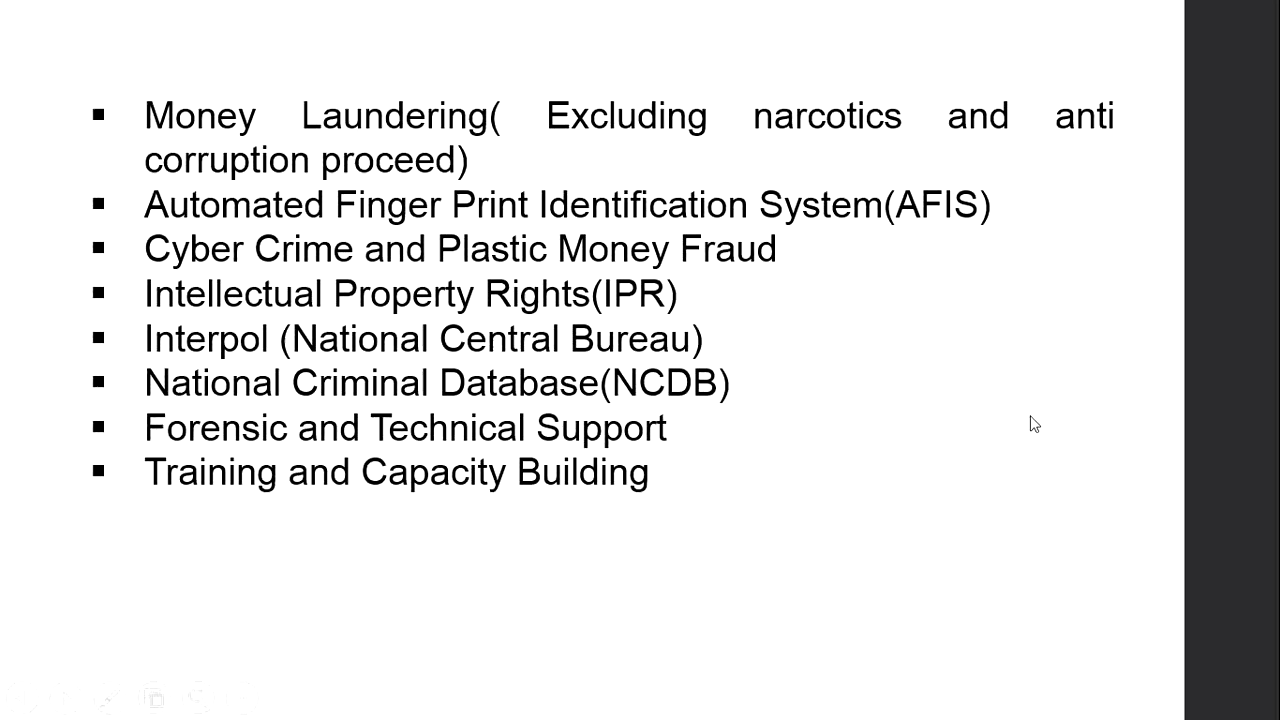 ▪ Money Laundering( Excluding narcotics and anti
corruption proceed)
▪ Automated Finger Print Identification System(AFIS)
▪ Cyber Crime and Plastic Money Fraud
▪ Intellectual Property Rights(IPR)
▪ Interpol (National Central Bureau)
▪ National Criminal Database(NCDB)
▪ Forensic and Technical Support
▪ Training and Capacity Building